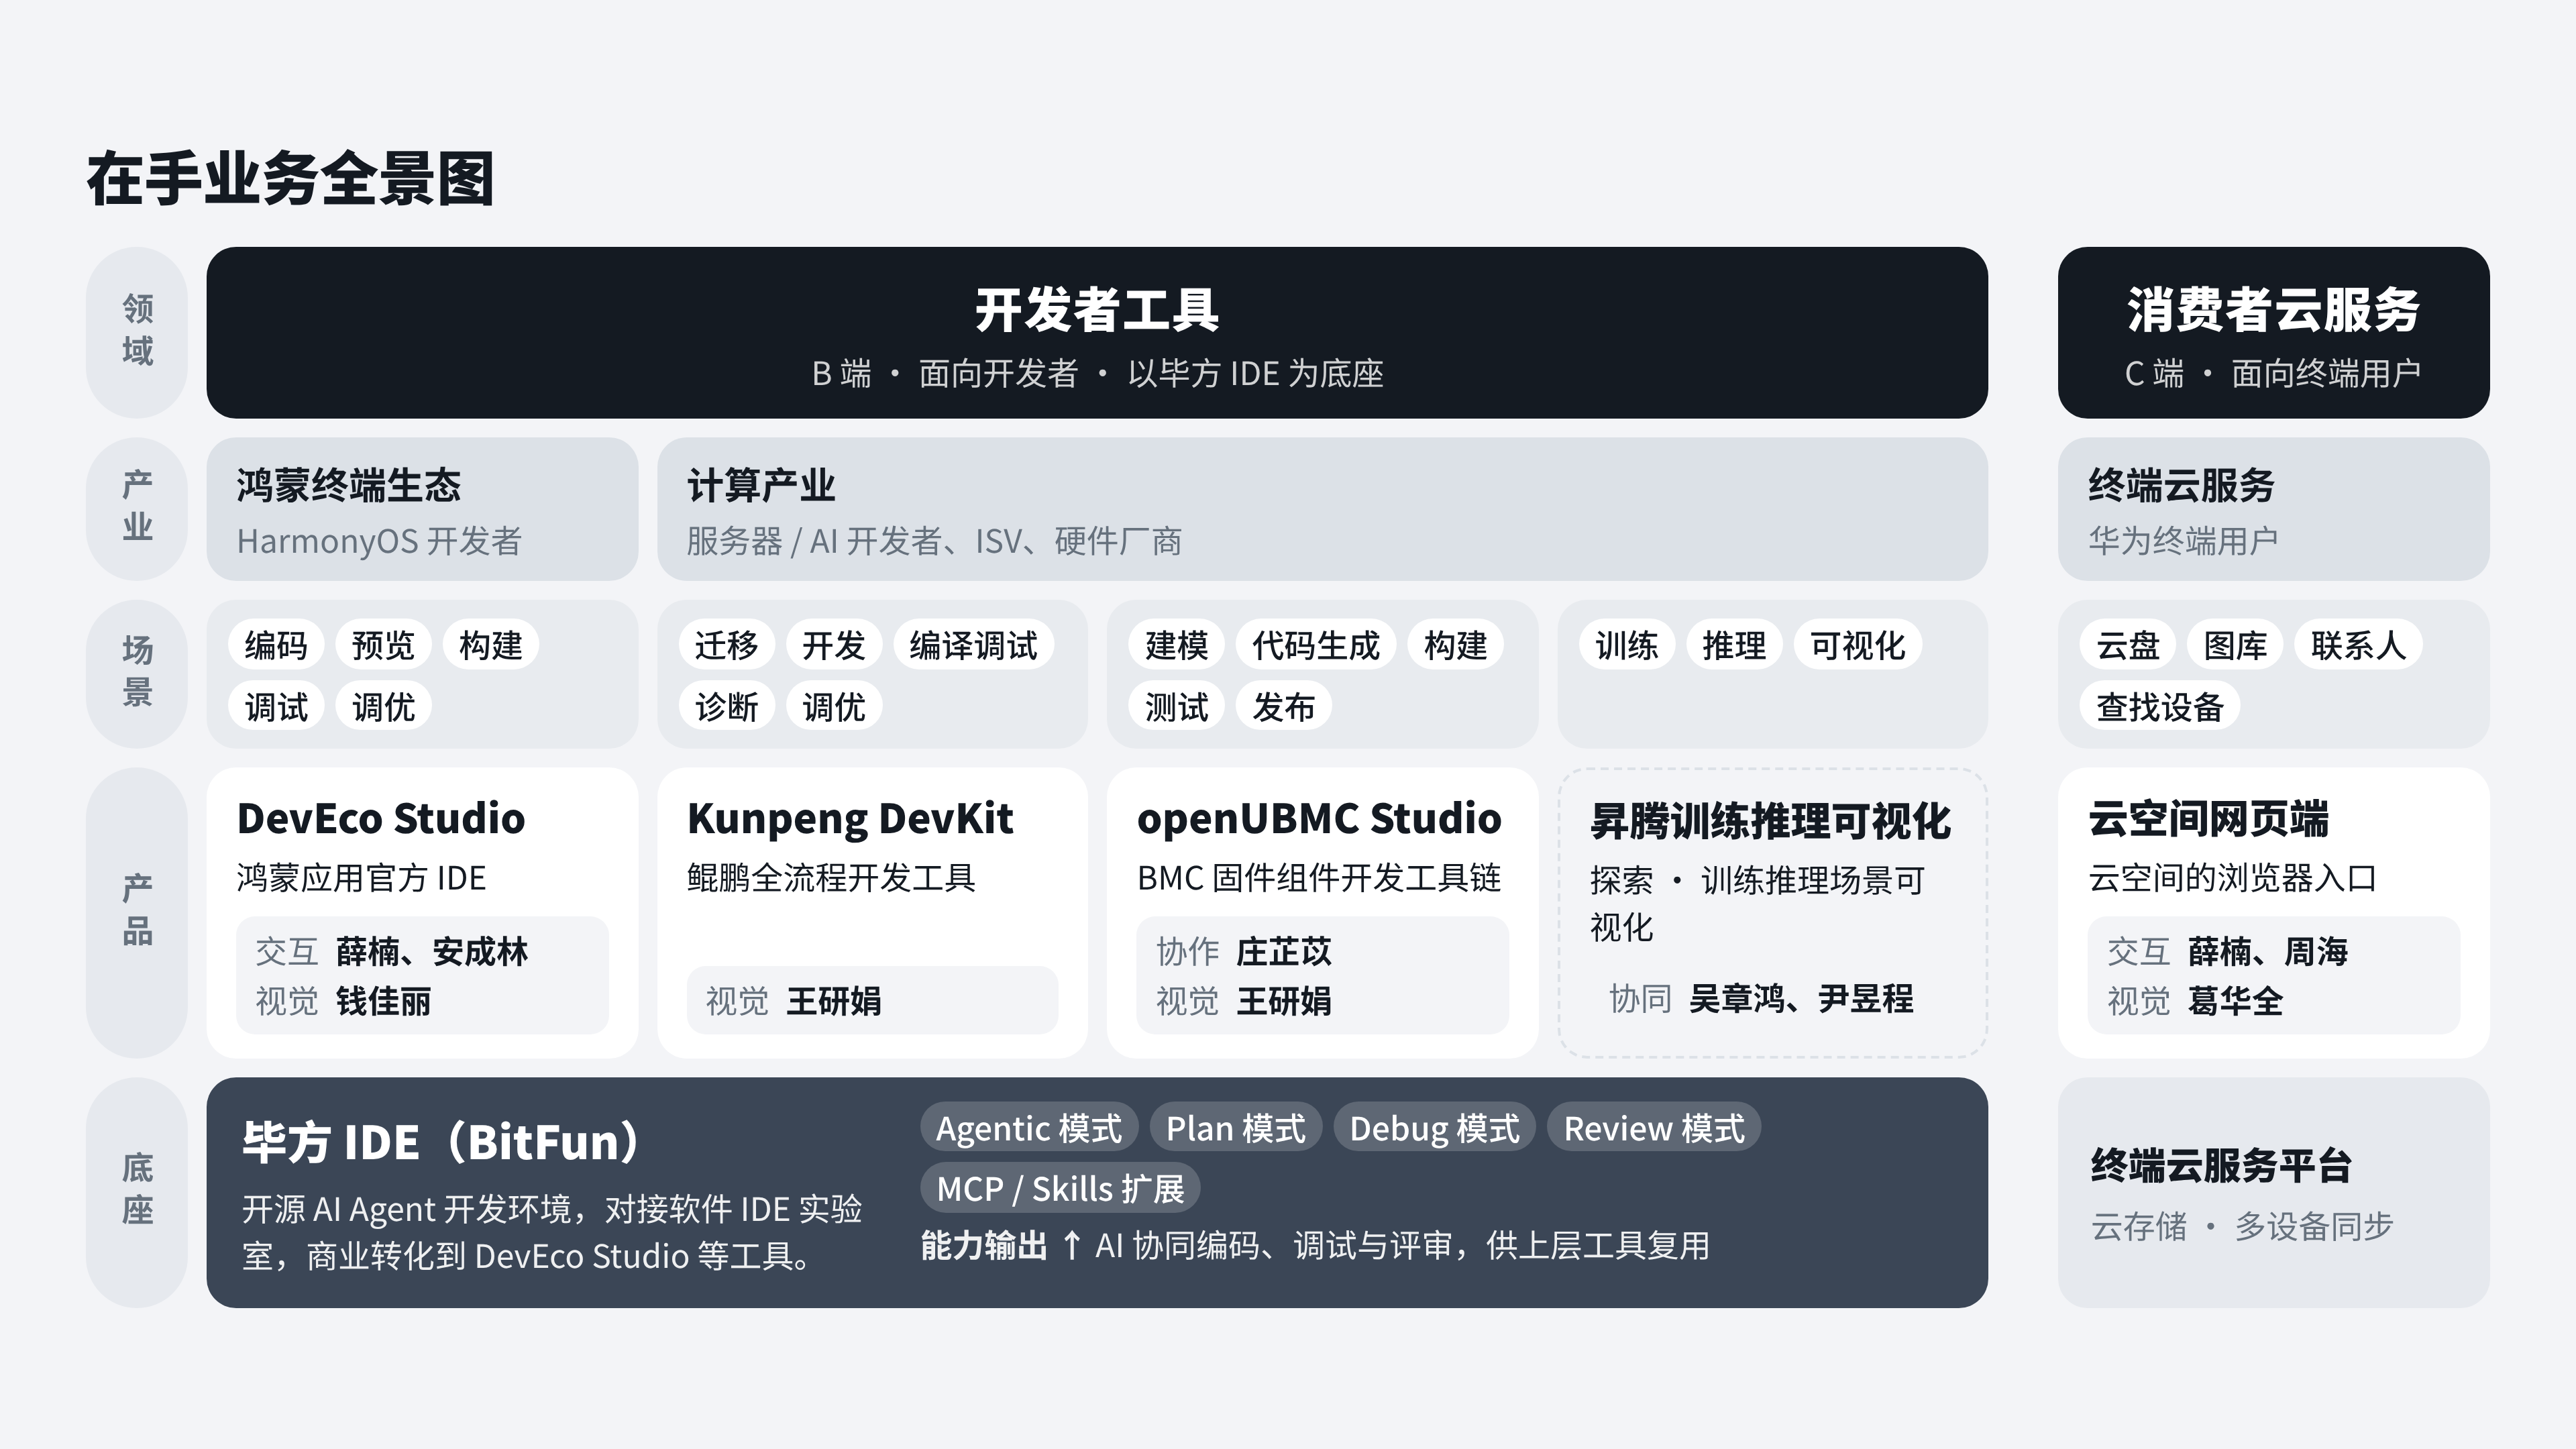 在手业务全景图
领
域
开发者工具
B 端 • 面向开发者 • 以毕方 IDE 为底座
消费者云服务
C 端 • 面向终端用户
产
业
鸿蒙终端生态
HarmonyOS 开发者
计算产业
服务器 / AI 开发者、ISV、硬件厂商
终端云服务
华为终端用户
场
景
编码 预览 构建
调试 调优
迁移 开发 编译调试
诊断 调优
建模 代码生成 构建
测试 发布
训练 推理 可视化
云盘 图库 联系人
查找设备
产
品
DevEco Studio
鸿蒙应用官方 IDE
交互 薛楠、安成林
视觉 钱佳丽
Kunpeng DevKit
鲲鹏全流程开发工具
视觉 王研娟
openUBMC Studio
BMC 固件组件开发工具链
协作 庄芷苡
视觉 王研娟
昇腾训练推理可视化
探索 • 训练推理场景可
视化
协同 吴章鸿、尹昱程
云空间网页端
云空间的浏览器入口
交互 薛楠、周海
视觉 葛华全
底
座
毕方 IDE（BitFun）
开源 AI Agent 开发环境，对接软件 IDE 实验
室，商业转化到 DevEco Studio 等工具。
Agentic 模式 Plan 模式 Debug 模式 Review 模式
MCP / Skills 扩展
能力输出 ↑ AI 协同编码、调试与评审，供上层工具复用
终端云服务平台
云存储 • 多设备同步